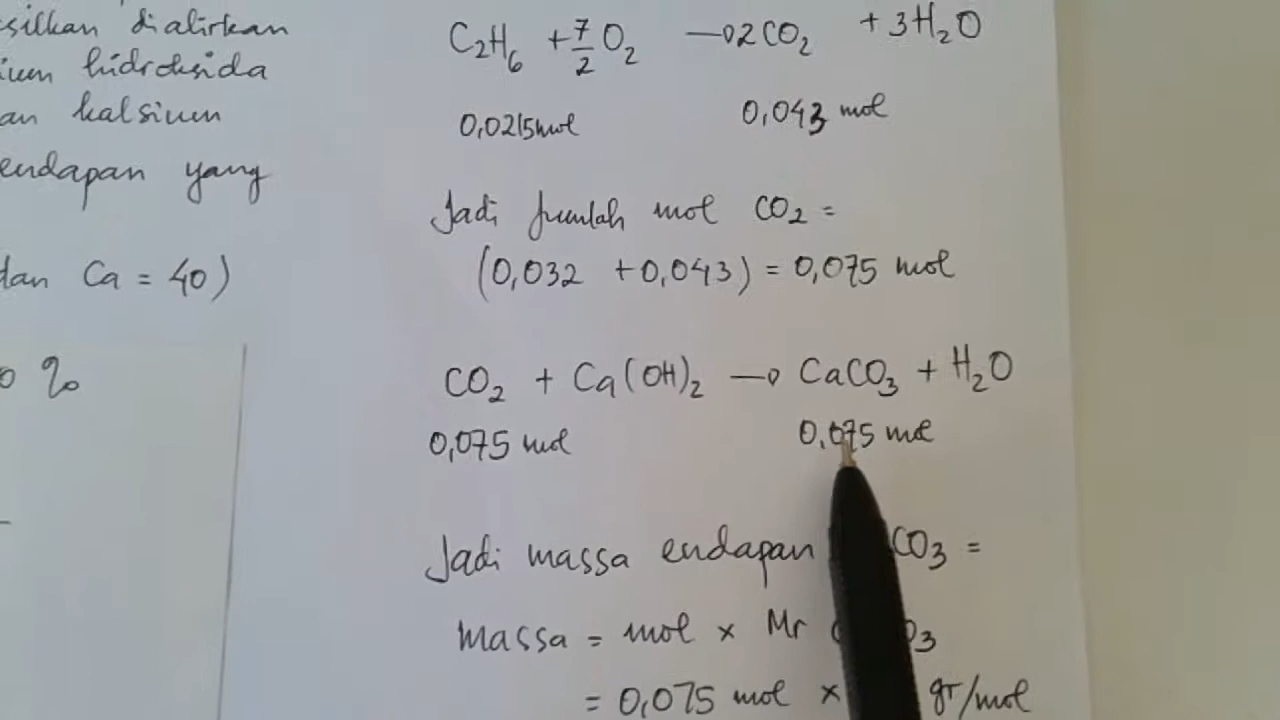 silkan dialirkan
ium hidroksida
an kalsium
endapan yang
dan Ca = 40)
%
C₂H₆ + 7/2 O₂ → 2CO₂ + 3H₂O
0,0215 mol 0,043 mol
Jadi Jumlah mol CO₂ =
(0,032 + 0,043) = 0,075 mol
CO₂ + Ca(OH)₂ → CaCO₃ + H₂O
0,075 mol 0,075 mol
Jadi massa endapan CO₃ =
massa = mol × Mr O₃
= 0,075 mol × gr/mol